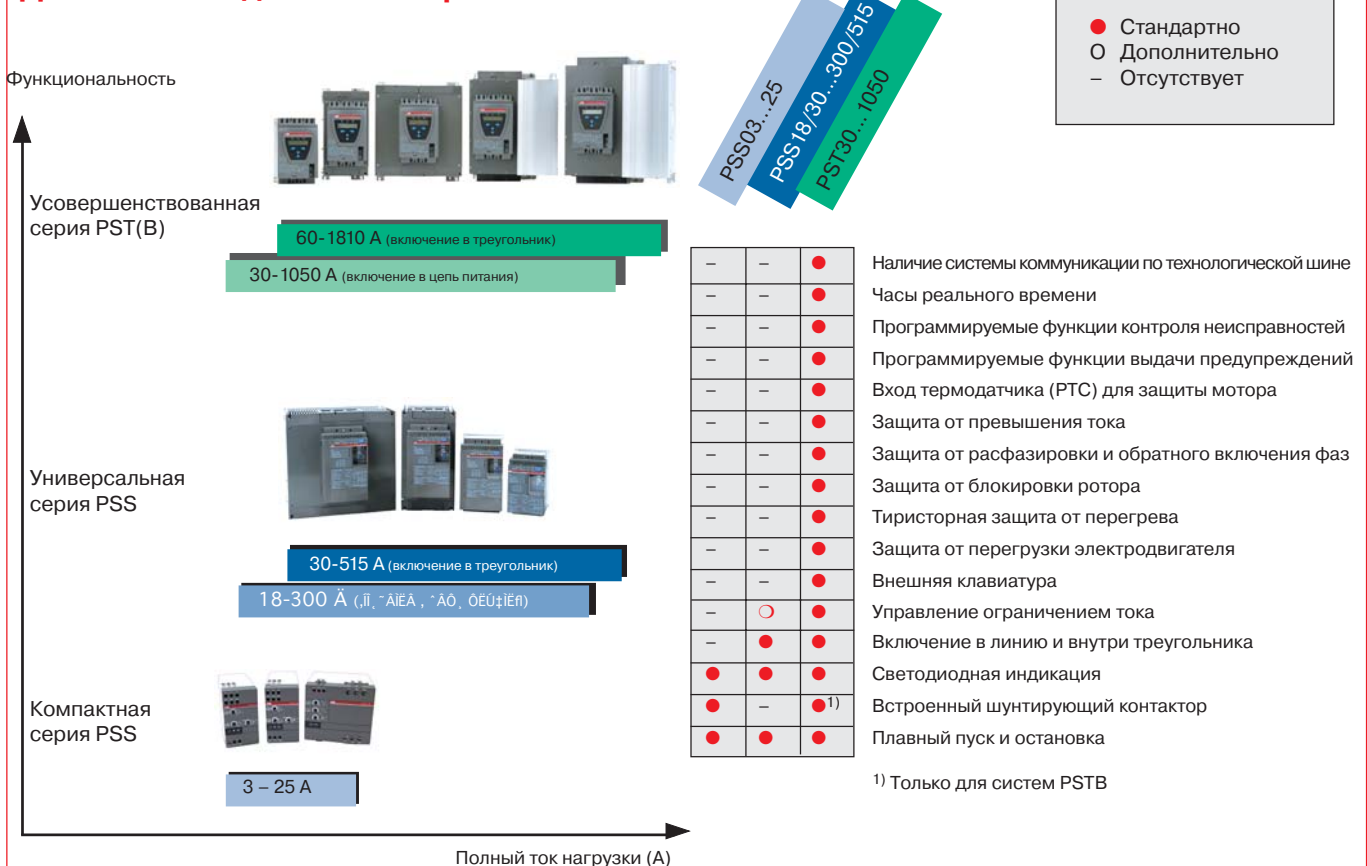 Функциональность
PSS03...25
PSS18/30...300/515
PST30...1050
● Стандартно
О Дополнительно
– Отсутствует
Усовершенствованная
серия PST(B)
60-1810 А (включение в треугольник)
30-1050 А (включение в цепь питания)
– – ● Наличие системы коммуникации по технологической шине
– – ● Часы реального времени
– – ● Программируемые функции контроля неисправностей
– – ● Программируемые функции выдачи предупреждений
– – ● Вход термодатчика (PTC) для защиты мотора
– – ● Защита от превышения тока
– – ● Защита от расфазировки и обратного включения фаз
– – ● Защита от блокировки ротора
– – ● Тиристорная защита от перегрева
– – ● Защита от перегрузки электродвигателя
– – ● Внешняя клавиатура
– ❍ ● Управление ограничением тока
– ● ● Включение в линию и внутри треугольника
● ● ● Светодиодная индикация
● – ●1) Встроенный шунтирующий контактор
● ● ● Плавный пуск и остановка
1) Только для систем PSTB
Универсальная
серия PSS
30-515 А (включение в треугольник)
18-300 Ä
Компактная
серия PSS
3 – 25 А
Полный ток нагрузки (А)